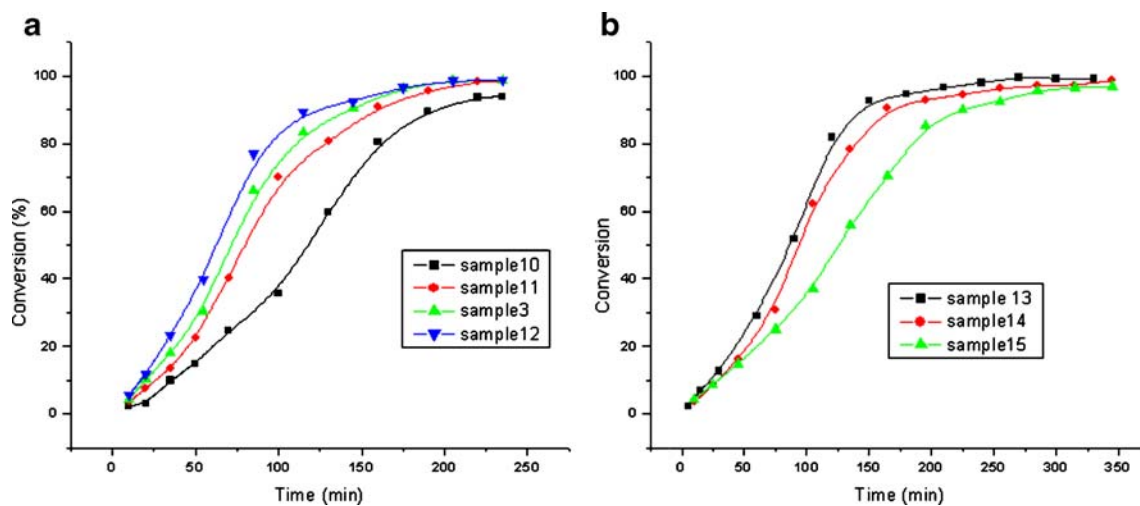 a
100
80
60
40
20
0
Conversion (%)
sample10
sample11
sample3
sample12
0 50 100 150 200 250
Time (min)
b
100
80
60
40
20
0
Conversion
sample 13
sample14
sample15
0 50 100 150 200 250 300 350
Time (min)